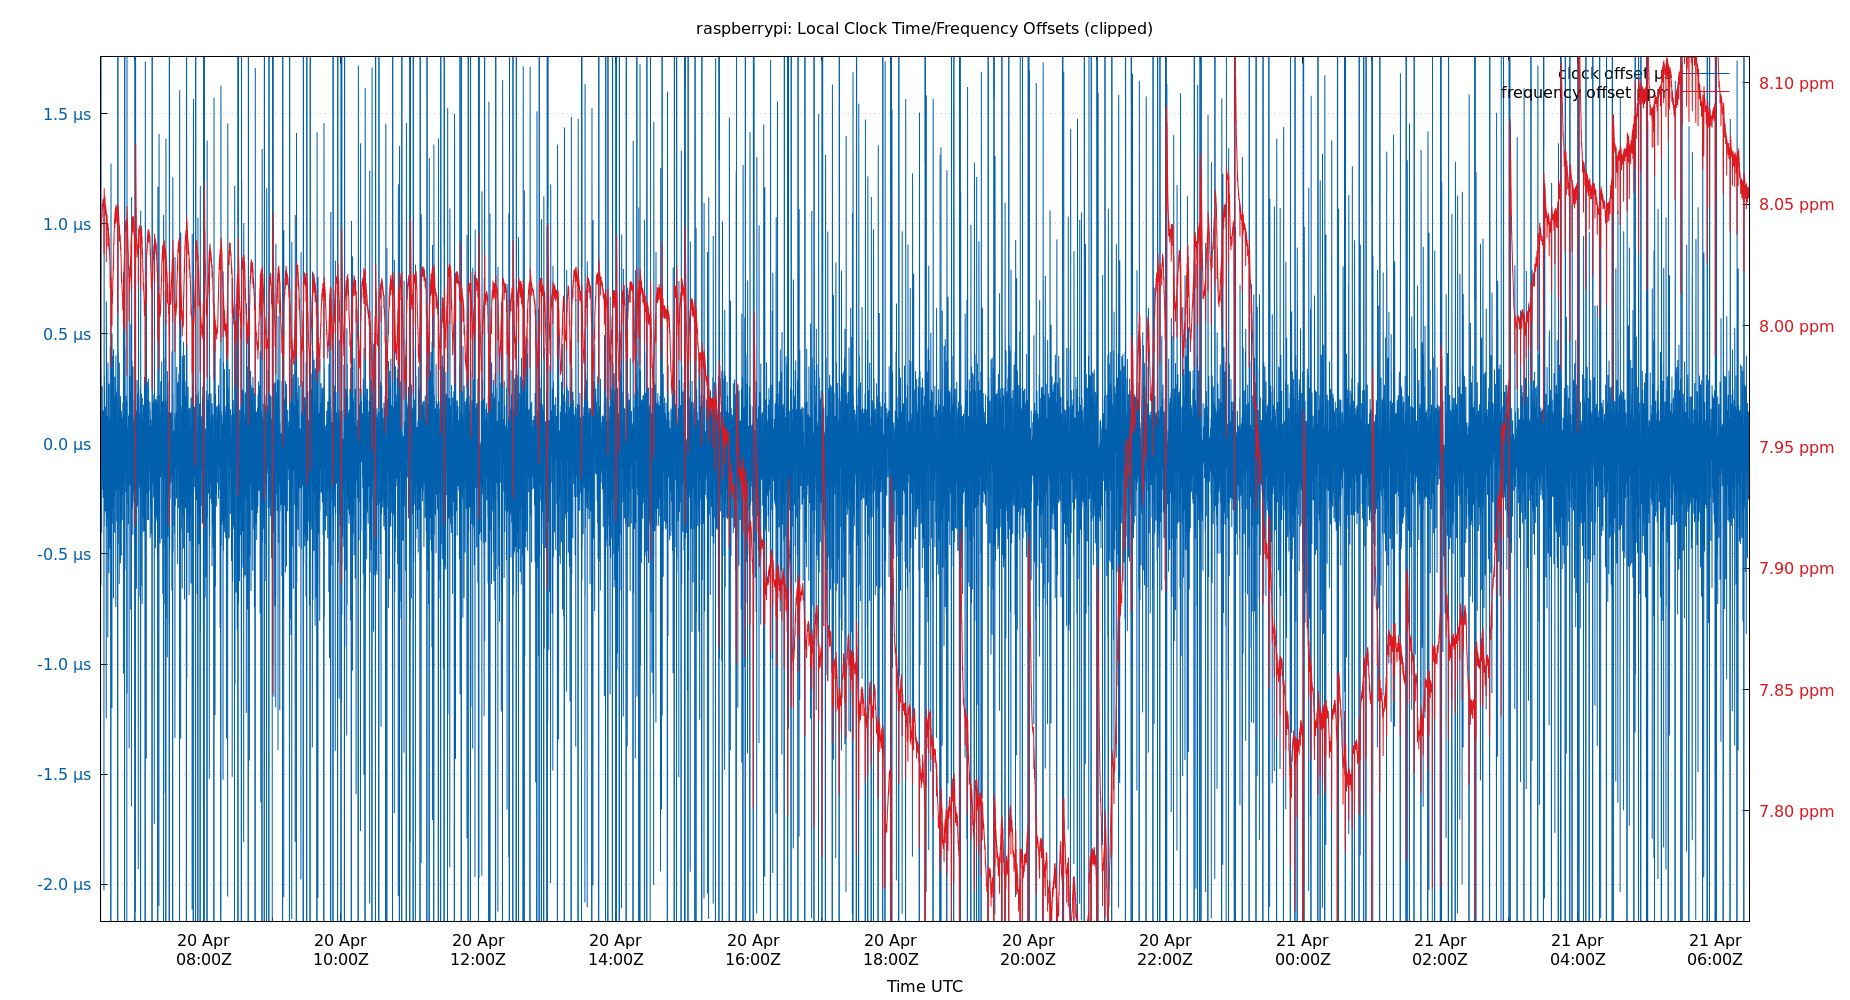 raspberrypi: Local Clock Time/Frequency Offsets (clipped)
clock offset µs
frequency offset ppm
1.5 µs
1.0 µs
0.5 µs
0.0 µs
-0.5 µs
-1.0 µs
-1.5 µs
-2.0 µs
8.10 ppm
8.05 ppm
8.00 ppm
7.95 ppm
7.90 ppm
7.85 ppm
7.80 ppm
20 Apr 08:00Z
20 Apr 10:00Z
20 Apr 12:00Z
20 Apr 14:00Z
20 Apr 16:00Z
20 Apr 18:00Z
20 Apr 20:00Z
20 Apr 22:00Z
21 Apr 00:00Z
21 Apr 02:00Z
21 Apr 04:00Z
21 Apr 06:00Z
Time UTC